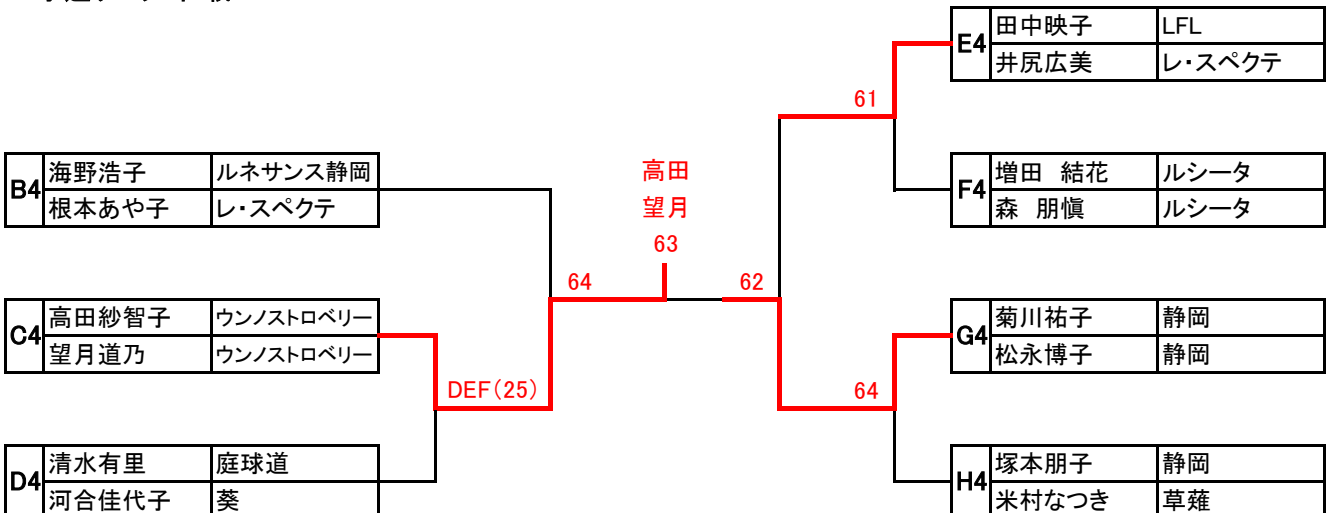 E4 田中映子 LFL
井尻広美 レ・スペクテ
61
B4 海野浩子 ルネサンス静岡
根本あや子 レ・スペクテ
高田
望月
63
F4 増田 結花 ルシータ
森 朋愼 ルシータ
64
62
C4 高田紗智子 ウンノストロベリー
望月道乃 ウンノストロベリー
G4 菊川祐子 静岡
松永博子 静岡
DEF(25)
64
D4 清水有里 庭球道
河合佳代子 葵
H4 塚本朋子 静岡
米村なつき 草薙